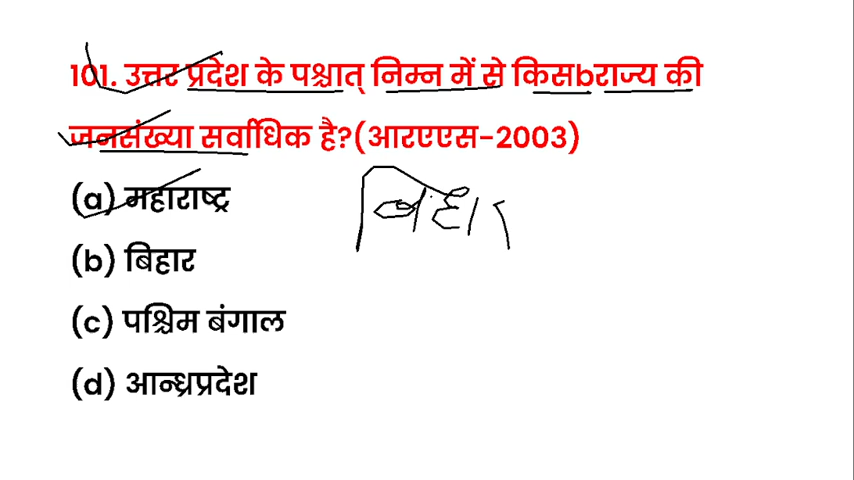 101. उत्तर प्रदेश के पश्चात् निम्न में से किसbराज्य की
जनसंख्या सर्वाधिक है?(आरएएस-2003)
(a) महाराष्ट्र
बिहार
(b) बिहार
(c) पश्चिम बंगाल
(d) आन्ध्रप्रदेश